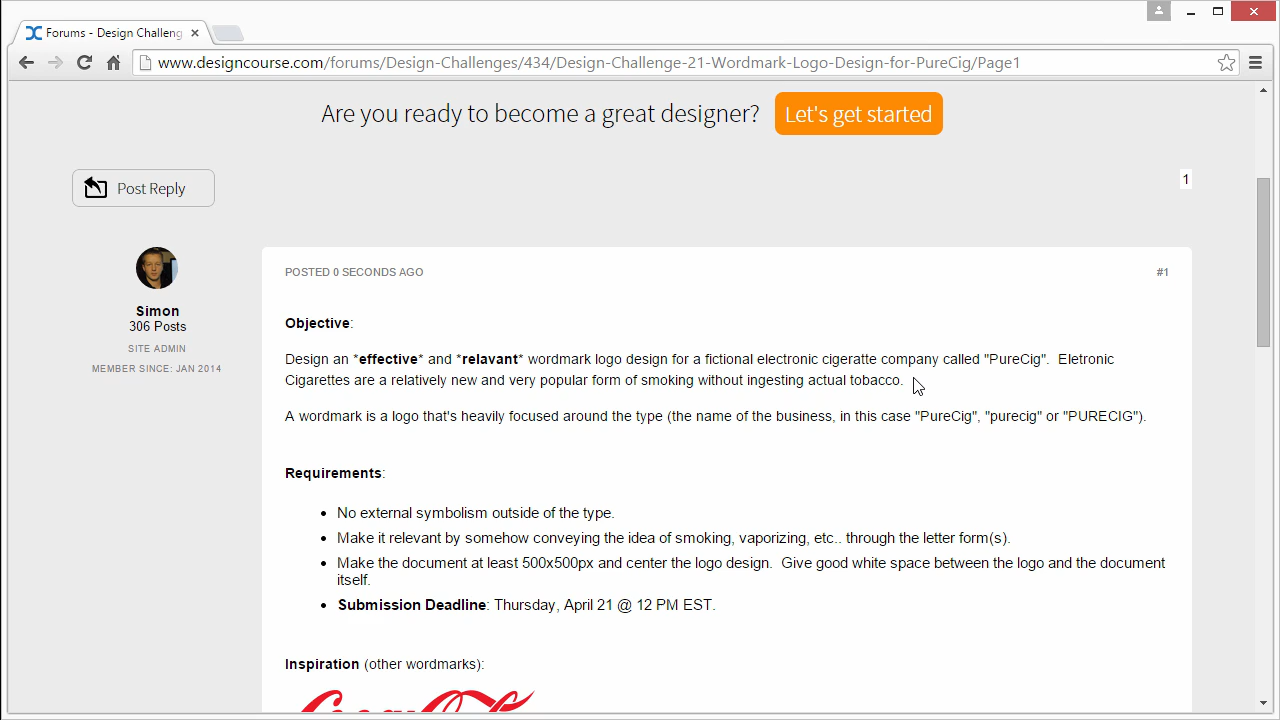 Forums - Design Challeng
www.designcourse.com/forums/Design-Challenges/434/Design-Challenge-21-Wordmark-Logo-Design-for-PureCig/Page1
Are you ready to become a great designer? Let's get started
Post Reply
1
POSTED 0 SECONDS AGO #1
Simon
306 Posts
SITE ADMIN
MEMBER SINCE: JAN 2014
Objective:
Design an *effective* and *relavant* wordmark logo design for a fictional electronic cigeratte company called "PureCig". Eletronic
Cigarettes are a relatively new and very popular form of smoking without ingesting actual tobacco.
A wordmark is a logo that's heavily focused around the type (the name of the business, in this case "PureCig", "purecig" or "PURECIG").
Requirements:
• No external symbolism outside of the type.
• Make it relevant by somehow conveying the idea of smoking, vaporizing, etc.. through the letter form(s).
• Make the document at least 500x500px and center the logo design. Give good white space between the logo and the document
itself.
• Submission Deadline: Thursday, April 21 @ 12 PM EST.
Inspiration (other wordmarks):